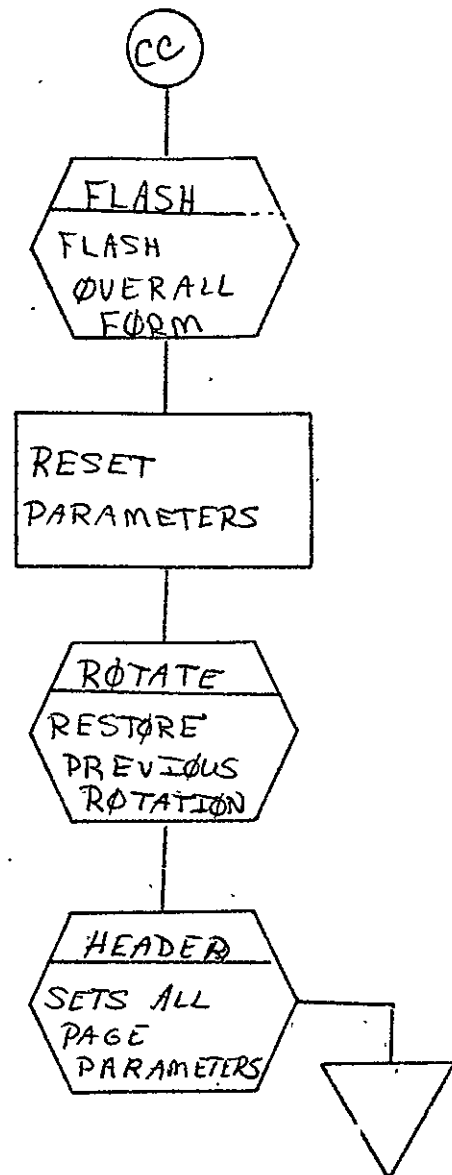 CC
FLASH
FLASH
ØVERALL
FØRM
RESET
PARAMETERS
RØTATE
RESTØRE
PREVIØUS
RØTATIØN
HEADER
SETS ALL
PAGE
PARAMETERS